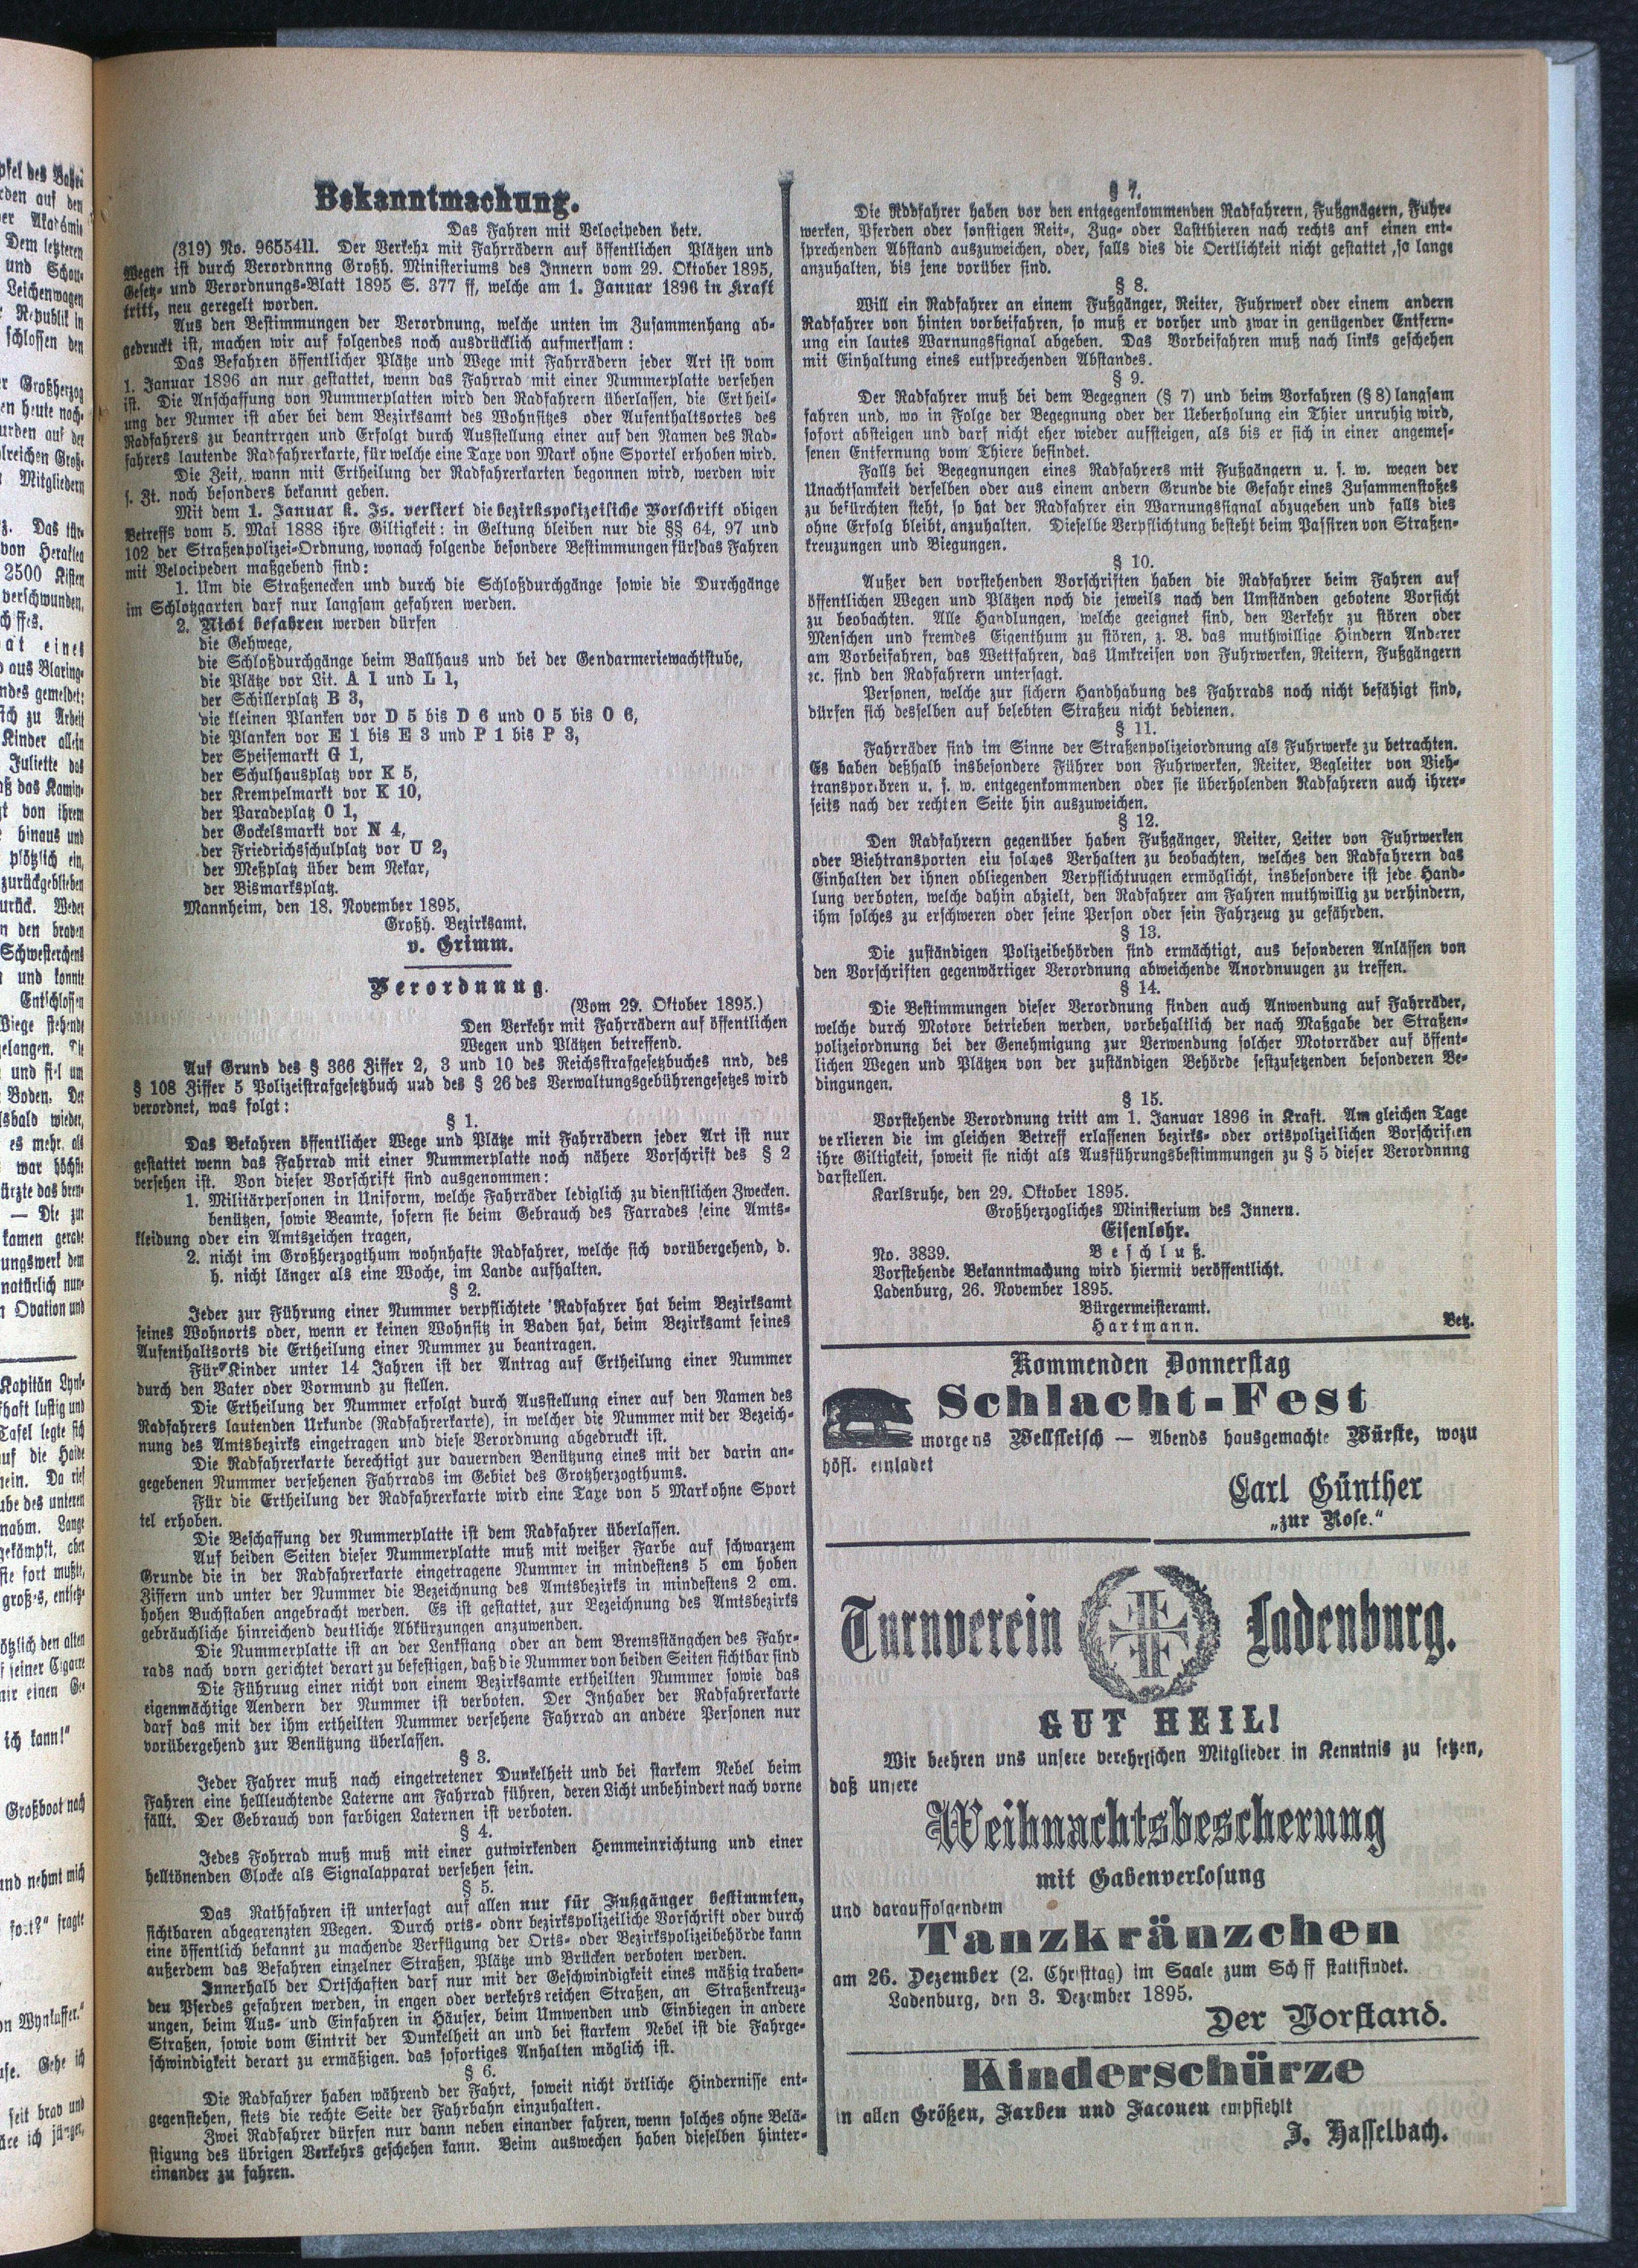 Bekanntmachung.
Das Fahren mit Velocipeden betr.
(319) No. 96554II. Der Verkehr mit Fahrrädern auf öffentlichen Plätzen und
Wegen ist durch Verordnnng Großh. Ministeriums des Innern vom 29. Oktober 1895,
Gesetz- und Verordnungs-Blatt 1895 S. 377 ff, welche am 1. Januar 1896 in Kraft
tritt, neu geregelt worden.
Aus den Bestimmungen der Verordnung, welche unten im Zusammenhang ab-
gedruckt ist, machen wir auf folgendes noch ausdrücklich aufmerksam:
Das Befahren öffentlicher Plätze und Wege mit Fahrrädern jeder Art ist vom
1. Januar 1896 an nur gestattet, wenn das Fahrrad mit einer Nummerplatte versehen
ist. Die Anschaffung von Nummerplatten wird den Radfahrern überlassen, die Ertheil-
ung der Numer ist aber bei dem Bezirksamt des Wohnsitzes oder Aufenthaltsortes des
Radfahrers zu beantrrgen und Erfolgt durch Ausstellung einer auf den Namen des Rad-
fahrers lautende Radfahrerkarte, für welche eine Taxe von Mark ohne Sportel erhoben wird.
Die Zeit, wann mit Ertheilung der Radfahrerkarten begonnen wird, werden wir
s. Zt. noch besonders bekannt geben.
Mit dem 1. Januar k. Js. verliert die bezirkspolizeiliche Vorschrift obigen
Betreffs vom 5. Mai 1888 ihre Giltigkeit: in Geltung bleiben nur die §§ 64, 97 und
102 der Straßenpolizei-Ordnung, wonach folgende besondere Bestimmungen für das Fahren
mit Velocipeden maßgebend sind:
1. Um die Straßenecken und durch die Schloßdurchgänge sowie die Durchgänge
im Schloßgarten darf nur langsam gefahren werden.
2. Nicht befahren werden dürfen
die Gehwege,
die Schloßdurchgänge beim Ballhaus und bei der Gendarmeriewachtstube,
die Plätze vor Lit. A 1 und L 1,
der Schillerplatz B 3,
die kleinen Planken vor D 5 bis D 6 und O 5 bis O 6,
die Planken vor E 1 bis E 3 und P 1 bis P 3,
der Speisemarkt G 1,
der Schulhausplatz vor K 5,
der Krempelmarkt vor K 10,
der Paradeplatz O 1,
der Gockelsmarkt vor N 4,
der Friedrichsschulplatz vor U 2,
der Meßplatz über dem Nekar,
der Bismarksplatz.
Mannheim, den 18. November 1895.
Großh. Bezirksamt.
v. Grimm.
Verordnung.
(Vom 29. Oktober 1895.)
Den Verkehr mit Fahrrädern auf öffentlichen
Wegen und Plätzen betreffend.
Auf Grund des § 366 Ziffer 2, 3 und 10 des Reichsstrafgesetzbuches nnd, des
§ 108 Ziffer 5 Polizeistrafgesetzbuch und des § 26 des Verwaltungsgebührengesetzes wird
verordnet, was folgt:
§ 1.
Das Befahren öffentlicher Wege und Plätze mit Fahrrädern jeder Art ist nur
gestattet wenn das Fahrrad mit einer Nummerplatte noch nähere Vorschrift des § 2
versehen ist. Von dieser Vorschrift sind ausgenommen:
1. Militärpersonen in Uniform, welche Fahrräder lediglich zu dienstlichen Zwecken.
benützen, sowie Beamte, sofern sie beim Gebrauch des Farrades seine Amts-
kleidung oder ein Amtszeichen tragen,
2. nicht im Großherzogthum wohnhafte Radfahrer, welche sich vorübergehend, d.
h. nicht länger als eine Woche, im Lande aufhalten.
§ 2.
Jeder zur Führung einer Nummer verpflichtete Radfahrer hat beim Bezirksamt
seines Wohnorts oder, wenn er keinen Wohnsitz in Baden hat, beim Bezirksamt seines
Aufenthaltsorts die Ertheilung einer Nummer zu beantragen.
Für Kinder unter 14 Jahren ist der Antrag auf Ertheilung einer Nummer
durch den Vater oder Vormund zu stellen.
Die Ertheilung der Nummer erfolgt durch Ausstellung einer auf den Namen des
Radfahrers lautenden Urkunde (Radfahrerkarte), in welcher die Nummer mit der Bezeich-
nung des Amtsbezirks eingetragen und diese Verordnung abgedruckt ist.
Die Radfahrerkarte berechtigt zur dauernden Benützung eines mit der darin an-
gegebenen Nummer versehenen Fahrrads im Gebiet des Großherzogthums.
Für die Ertheilung der Radfahrerkarte wird eine Taxe von 5 Mark ohne Sport
tel erhoben.
Die Beschaffung der Nummerplatte ist dem Radfahrer überlassen.
Auf beiden Seiten dieser Nummerplatte muß mit weißer Farbe auf schwarzem
Grunde die in der Radfahrerkarte eingetragene Nummer in mindestens 5 cm hohen
Ziffern und unter der Nummer die Bezeichnung des Amtsbezirks in mindestens 2 cm.
hohen Buchstaben angebracht werden. Es ist gestattet, zur Bezeichnung des Amtsbezirks
gebräuchliche hinreichend deutliche Abkürzungen anzuwenden.
Die Nummerplatte ist an der Lenkstang oder an dem Bremsstängchen des Fahr-
rads nach vorn gerichtet derart zu befestigen, daß die Nummer von beiden Seiten sichtbar sind
Die Führuug einer nicht von einem Bezirksamte ertheilten Nummer sowie das
eigenmächtige Aendern der Nummer ist verboten. Der Inhaber der Radfahrerkarte
darf das mit der ihm ertheilten Nummer versehene Fahrrad an andere Personen nur
vorübergehend zur Benützung überlassen.
§ 3.
Jeder Fahrer muß nach eingetretener Dunkelheit und bei starkem Nebel beim
Fahren eine hellleuchtende Laterne am Fahrrad führen, deren Licht unbehindert nach vorne
fällt. Der Gebrauch von farbigen Laternen ist verboten.
§ 4.
Jedes Fohrrad muß muß mit einer gutwirkenden Hemmeinrichtung und einer
helltönenden Glocke als Signalapparat versehen sein.
§ 5.
Das Rathfahren ist untersagt auf allen nur für Fußgänger bestimmten,
sichtbaren abgegrenzten Wegen. Durch orts- odnr bezirkspolizeiliche Vorschrift oder durch
eine öffentlich bekannt zu machende Verfügung der Orts- oder Bezirkspolizeibehörde kann
außerdem das Befahren einzelner Straßen, Plätze und Brücken verboten werden.
Innerhalb der Ortschaften darf nur mit der Geschwindigkeit eines mäßig traben-
den Pferdes gefahren werden, in engen oder verkehrsreichen Straßen, an Straßenkreuz-
ungen, beim Aus- und Einfahren in Häuser, beim Umwenden und Einbiegen in andere
Straßen, sowie vom Eintrit der Dunkelheit an und bei starkem Nebel ist die Fahrge-
schwindigkeit derart zu ermäßigen. das sofortiges Anhalten möglich ist.
§ 6.
Die Radfahrer haben während der Fahrt, soweit nicht örtliche Hindernisse ent-
gegenstehen, stets die rechte Seite der Fahrbahn einzuhalten.
Zwei Radfahrer dürfen nur dann neben einander fahren, wenn solches ohne Belä-
stigung des übrigen Verkehrs geschehen kann. Beim auswechen haben dieselben hinter-
einander zu fahren.
§ 7.
Die Rddfahrer haben vor den entgegenkommenden Radfahrern, Fußgnägern, Fuhr-
werken, Pferden oder sonstigen Reit-, Zug- oder Lastthieren nach rechts auf einen ent-
sprechenden Abstand auszuweichen, oder, falls dies die Oertlichkeit nicht gestattet ,so lange
anzuhalten, bis jene vorüber sind.
§ 8.
Will ein Radfahrer an einem Fußgänger, Reiter, Fuhrwerk oder einem andern
Radfahrer von hinten vorbeifahren, so muß er vorher und zwar in genügender Entfern-
ung ein lautes Warnungssignal abgeben. Das Vorbeifahren muß nach links geschehen
mit Einhaltung eines eutsprechenden Abstandes.
§ 9.
Der Radfahrer muß bei dem Begegnen (§ 7) und beim Vorfahren (§ 8) langsam
fahren und, wo in Folge der Begegnung oder der Ueberholung ein Thier unruhig wird,
sofort absteigen und darf nicht eher wieder aufsteigen, als bis er sich in einer angemes-
senen Entfernung vom Thiere befindet.
Falls bei Begegnungen eines Radfahrers mit Fußgängern u. s. w. wegen der
Unachtsamkeit derselben oder aus einem andern Grunde die Gefahr eines Zusammenstoßes
zu befürchten steht, so hat der Radfahrer ein Warnungssignal abzugeben und falls dies
ohne Erfolg bleibt, anzuhalten. Dieselbe Verpflichtung besteht beim Passiren von Straßen-
kreuzungen und Biegungen.
§ 10.
Außer den vorstehenden Vorschriften haben die Radfahrer beim Fahren auf
öffentlichen Wegen und Plätzen noch die jeweils nach den Umständen gebotene Vorsicht
zu beobachten. Alle Handlungen, welche geeignet sind, den Verkehr zu stören oder
Menschen und fremdes Eigenthum zu stören, z. B. das muthwillige Hindern Anderer
am Vorbeifahren, das Wettfahren, das Umkreisen von Fuhrwerken, Reitern, Fußgängern
ꝛc. sind den Radfahrern untersagt.
Personen, welche zur sichern Handhabung des Fahrrads noch nicht befähigt sind,
dürfen sich desselben auf belebten Straßeu nicht bedienen.
§ 11.
Fahrräder sind im Sinne der Straßenpolizeiordnung als Fuhrwerke zu betrachten.
Es haben deßhalb insbesondere Führer von Fuhrwerken, Reiter, Begleiter von Vieh-
transportören u. s. w. entgegenkommenden oder sie überholenden Radfahrern auch ihrer-
seits nach der rechten Seite hin auszuweichen.
§ 12.
Den Radfahrern gegenüber haben Fußgänger, Reiter, Leiter von Fuhrwerken
oder Viehtransporten eiu solches Verhalten zu beobachten, welches den Radfahrern das
Einhalten der ihnen obliegenden Verpflichtuugen ermöglicht, insbesondere ist jede Hand-
lung verboten, welche dahin abzielt, den Radfahrer am Fahren muthwillig zu verhindern,
ihm solches zu erschweren oder seine Person oder sein Fahrzeug zu gefährden.
§ 13.
Die zuständigen Polizeibehörden sind ermächtigt, aus besonderen Anlässen von
den Vorschriften gegenwärtiger Verordnung abweichende Anordnuugen zu treffen.
§ 14.
Die Bestimmungen dieser Verordnung finden auch Anwendung auf Fahrräder,
welche durch Motore betrieben werden, vorbehaltlich der nach Maßgabe der Straßen-
polizeiordnung bei der Genehmigung zur Verwendung solcher Motorräder auf öffent-
lichen Wegen und Plätzen von der zuständigen Behörde festzusetzenden besonderen Be-
dingungen.
§ 15.
Vorstehende Verordnung tritt am 1. Januar 1896 in Kraft. Am gleichen Tage
verlieren die im gleichen Betreff erlassenen bezirks- oder ortspolizeilichen Vorschriften
ihre Giltigkeit, soweit sie nicht als Ausführungsbestimmungen zu § 5 dieser Verordnnng
darstellen.
Karlsruhe, den 29. Oktober 1895.
Großherzogliches Ministerium des Innern.
Eisenlohr.
No. 3839. Beschluß.
Vorstehende Bekanntmachung wird hiermit veröffentlicht.
Ladenburg, 26. November 1895.
Bürgermeisteramt.
Hartmann. Betz.
Kommenden Donnerstag
Schlacht-Fest
morgens Wellfleisch — Abends hausgemachte Würste, wozu
höfl. einladet
Carl Günther
„zur Rose."
Turnverein Ladenburg.
GUT HEIL!
Wir beehren uns unsere verehrlichen Mitglieder in Kenntnis zu setzen,
daß unsere
Weihnachtsbescherung
mit Gabenverlosung
und darauffolgendem
Tanzkränzchen
am 26. Dezember (2. Christtag) im Saale zum Schiff stattfindet.
Ladenburg, den 3. Dezember 1895.
Der Vorstand.
Kinderschürze
in allen Größen, Farben und Faconen empfiehlt
J. Hasselbach.